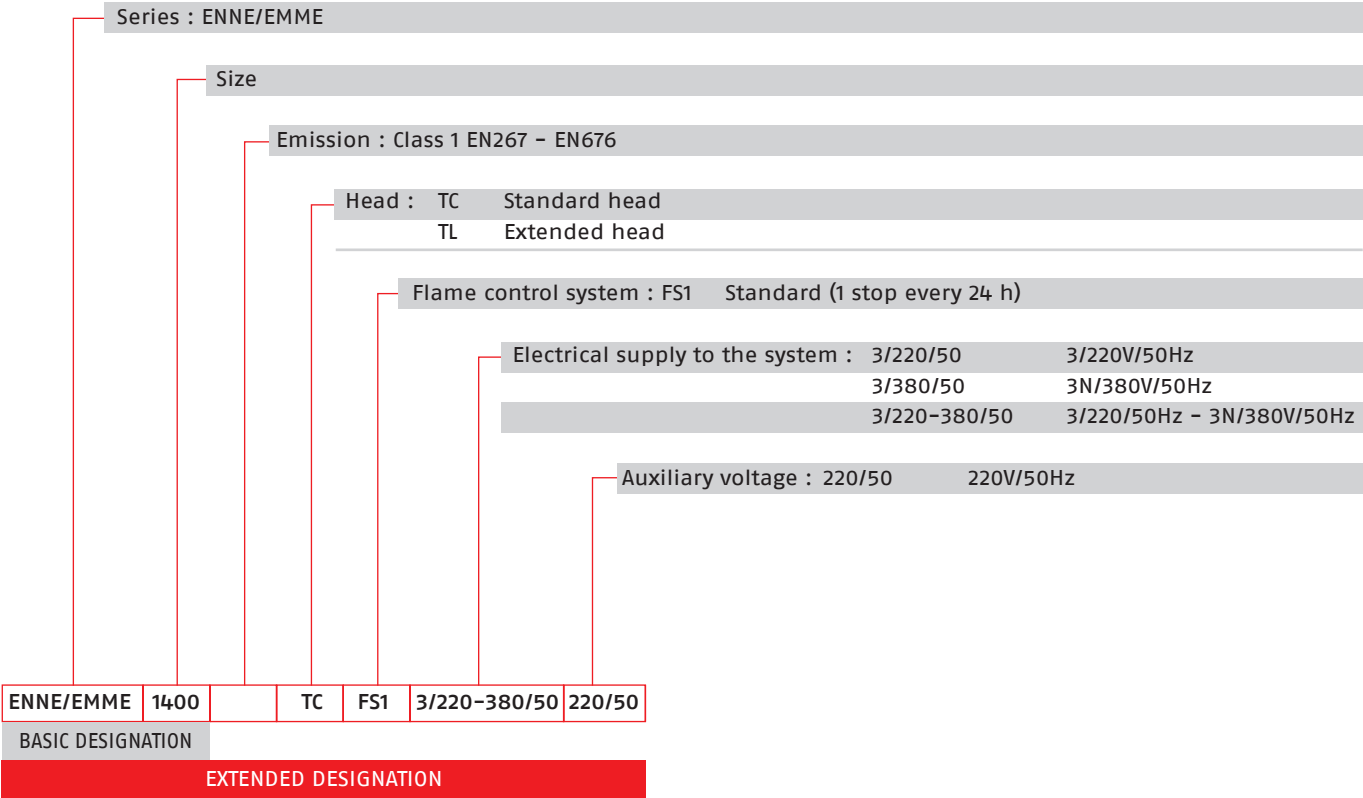 Series : ENNE/EMME
Size
Emission : Class 1 EN267 - EN676
Head : TC Standard head
TL Extended head
Flame control system : FS1 Standard (1 stop every 24 h)
Electrical supply to the system : 3/220/50 3/220V/50Hz
3/380/50 3N/380V/50Hz
3/220-380/50 3/220/50Hz - 3N/380V/50Hz
Auxiliary voltage : 220/50 220V/50Hz
ENNE/EMME 1400 TC FS1 3/220-380/50 220/50
BASIC DESIGNATION
EXTENDED DESIGNATION